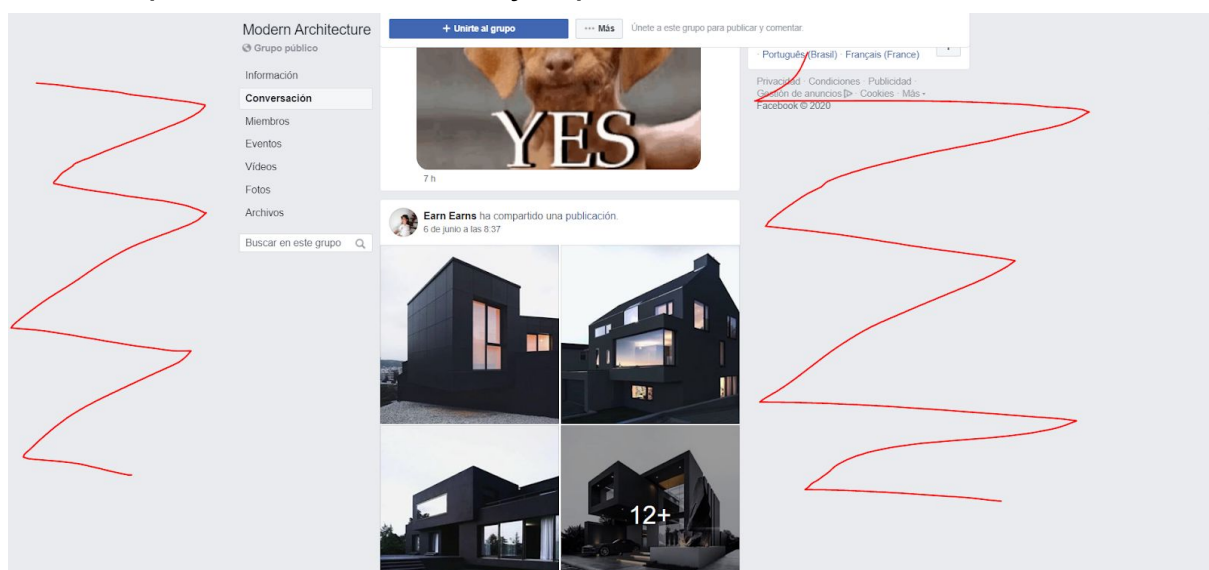 Modern Architecture
Grupo público
Información
Conversación
Miembros
Eventos
Vídeos
Fotos
Archivos
Buscar en este grupo
+ Unirte al grupo
··· Más
Únete a este grupo para publicar y comentar.
YES
7 h
Earn Earns ha compartido una publicación.
6 de junio a las 8:37
12+
· Português (Brasil) · Français (France)
Privacidad · Condiciones · Publicidad ·
Gestión de anuncios · Cookies · Más
Facebook © 2020